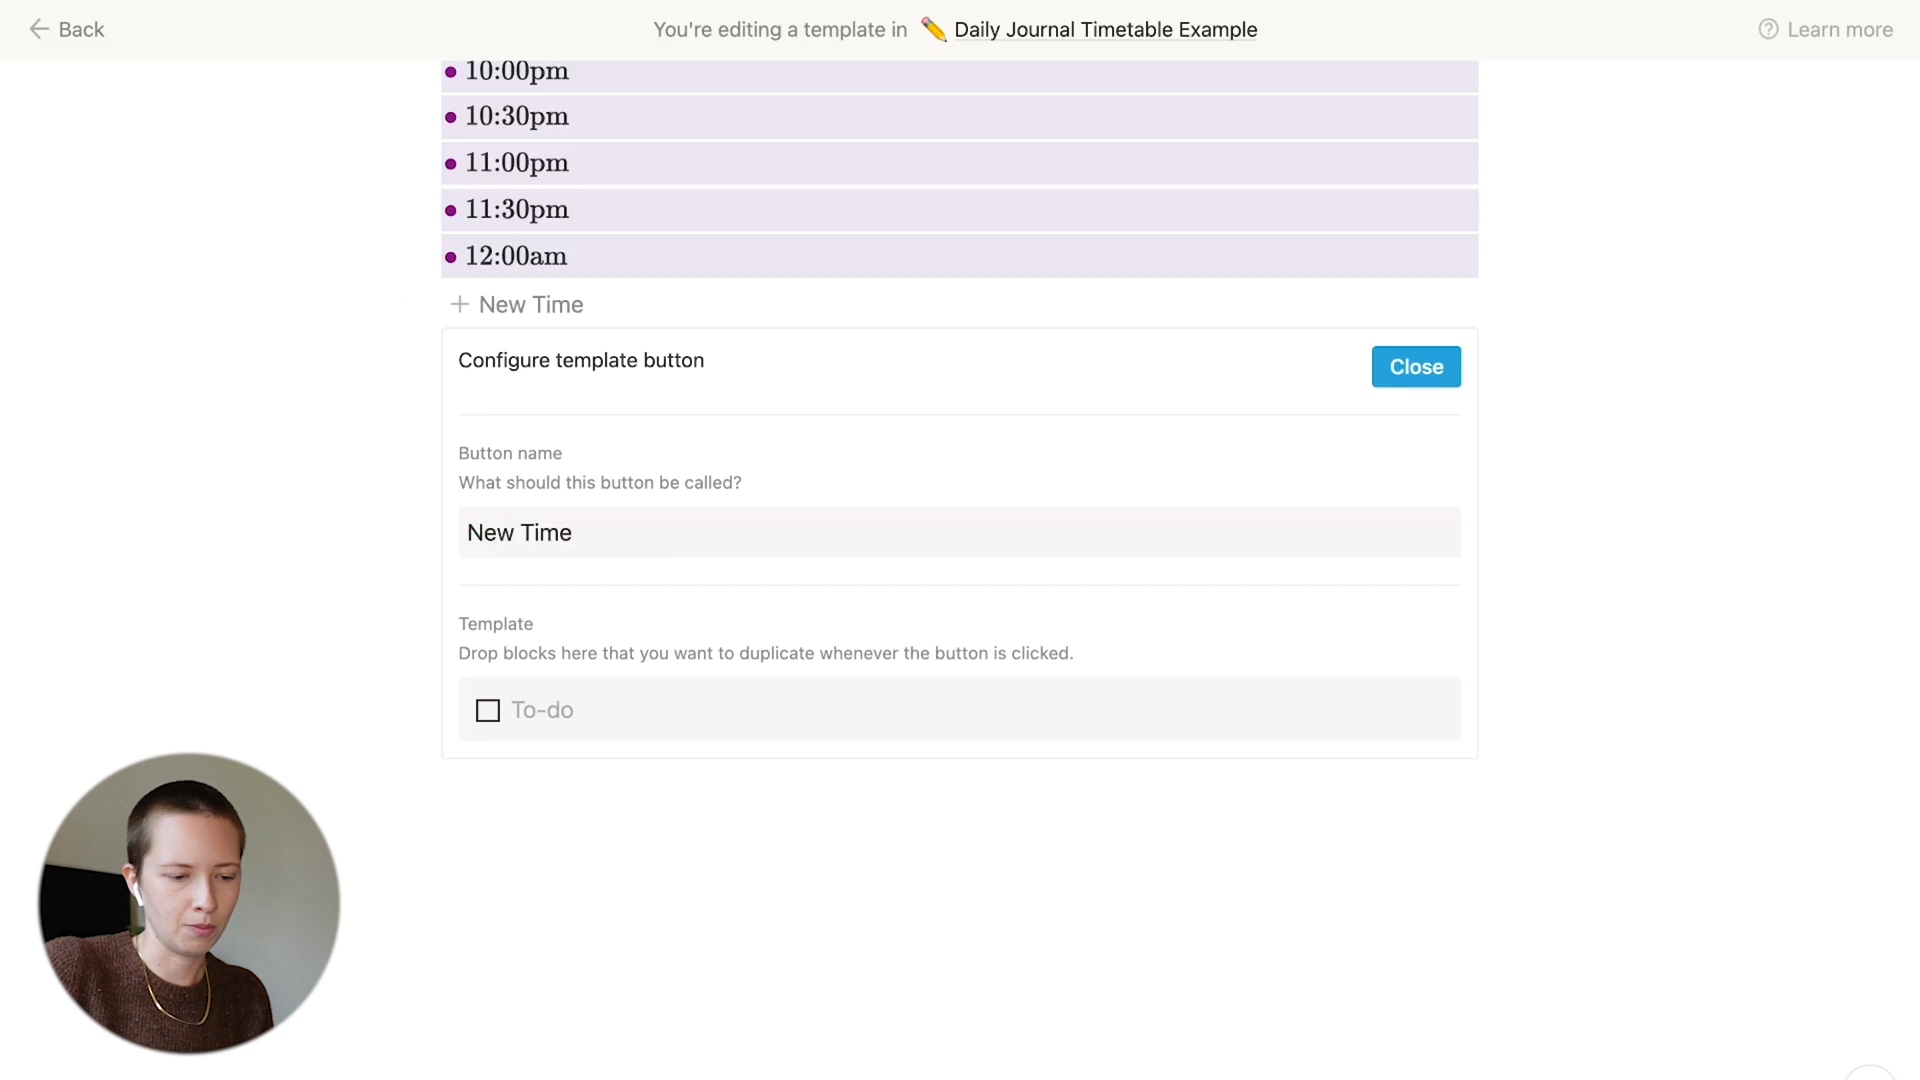 Back
You're editing a template in ✏️ Daily Journal Timetable Example
Learn more
10:00pm
10:30pm
11:00pm
11:30pm
12:00am
New Time
Configure template button
Close
Button name
What should this button be called?
New Time
Template
Drop blocks here that you want to duplicate whenever the button is clicked.
To-do